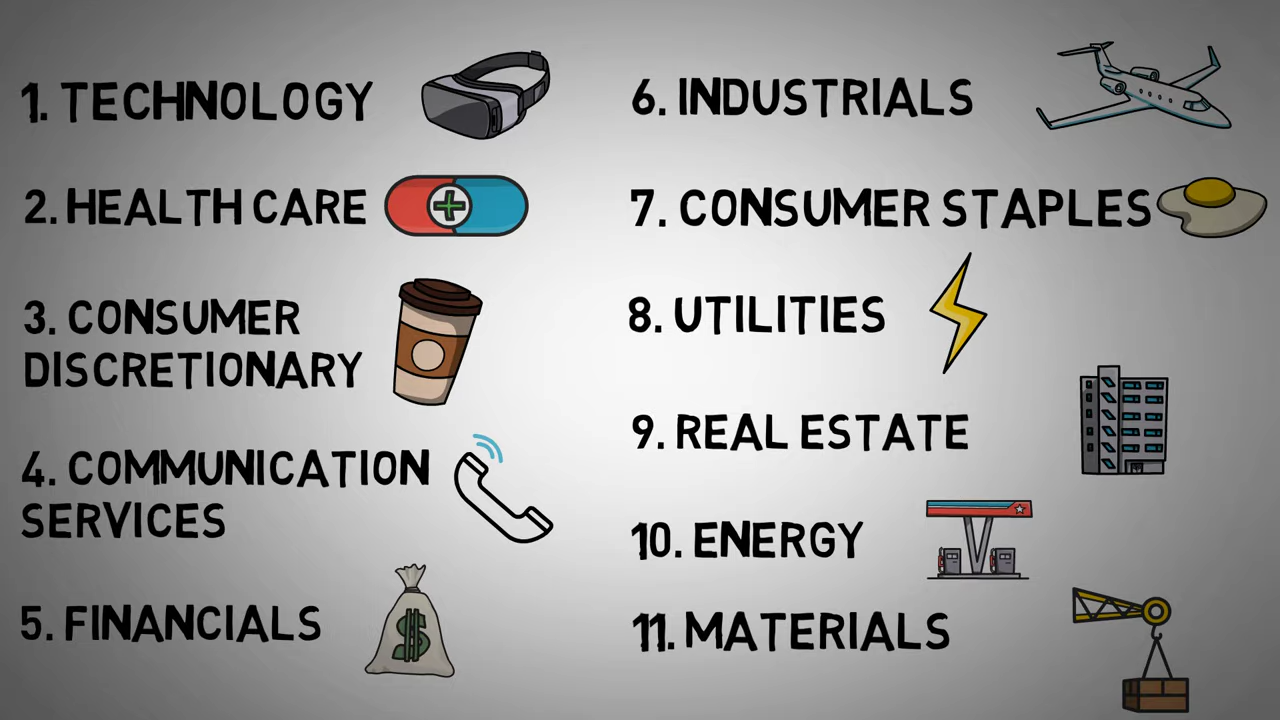 1. TECHNOLOGY
2. HEALTH CARE
3. CONSUMER
DISCRETIONARY
4. COMMUNICATION
SERVICES
5. FINANCIALS
6. INDUSTRIALS
7. CONSUMER STAPLES
8. UTILITIES
9. REAL ESTATE
10. ENERGY
11. MATERIALS
$